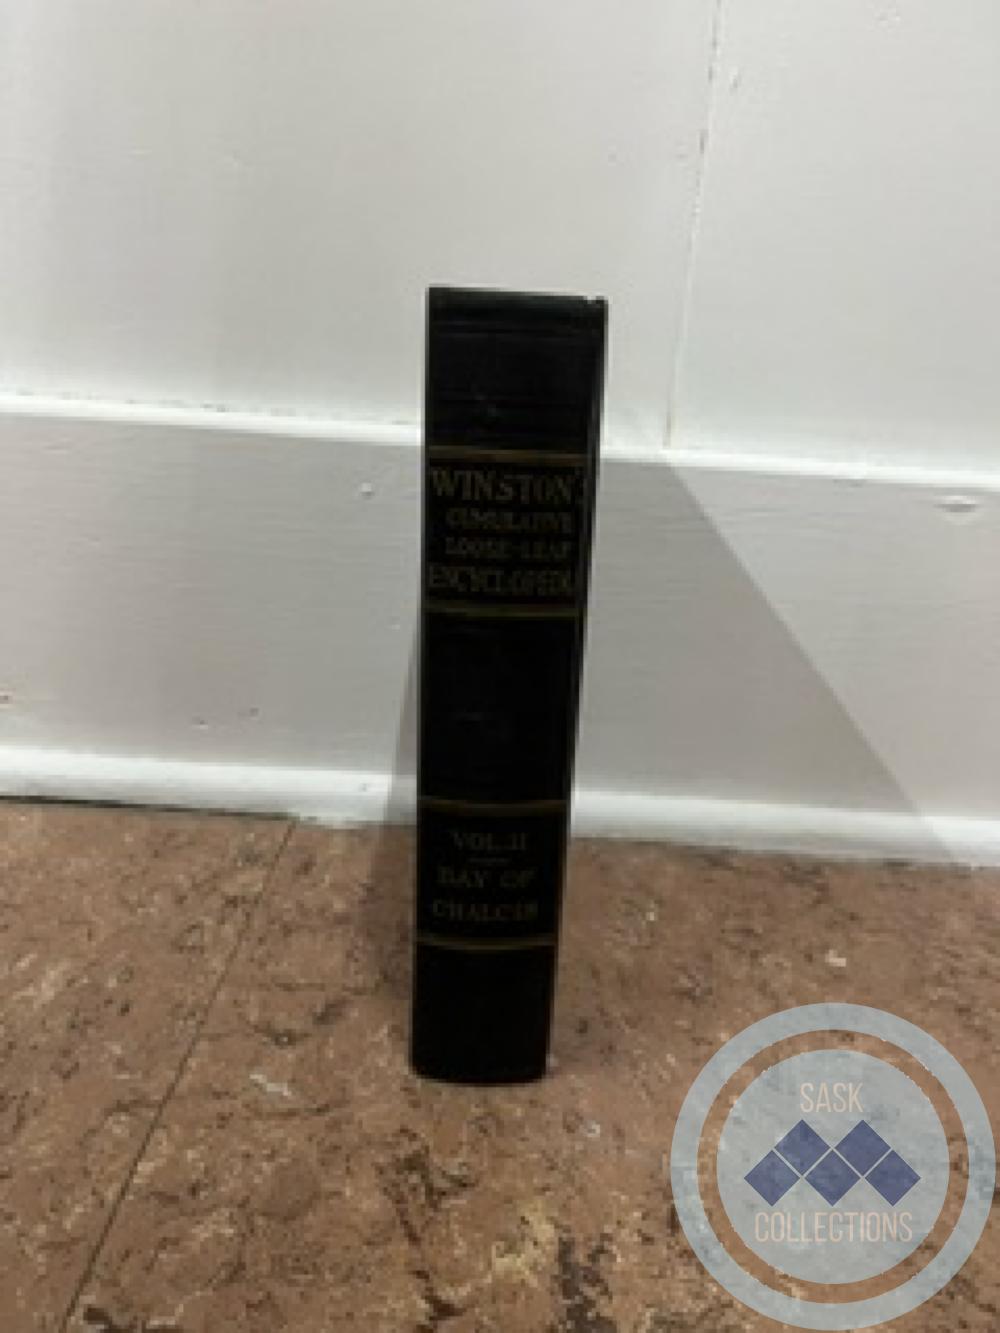 WINSTON'S
CUMULATIVE
LOOSE-LEAF
ENCYCLOPEDIA
VOL. II
BAY OF
CHALCIS
SASK
COLLECTIONS